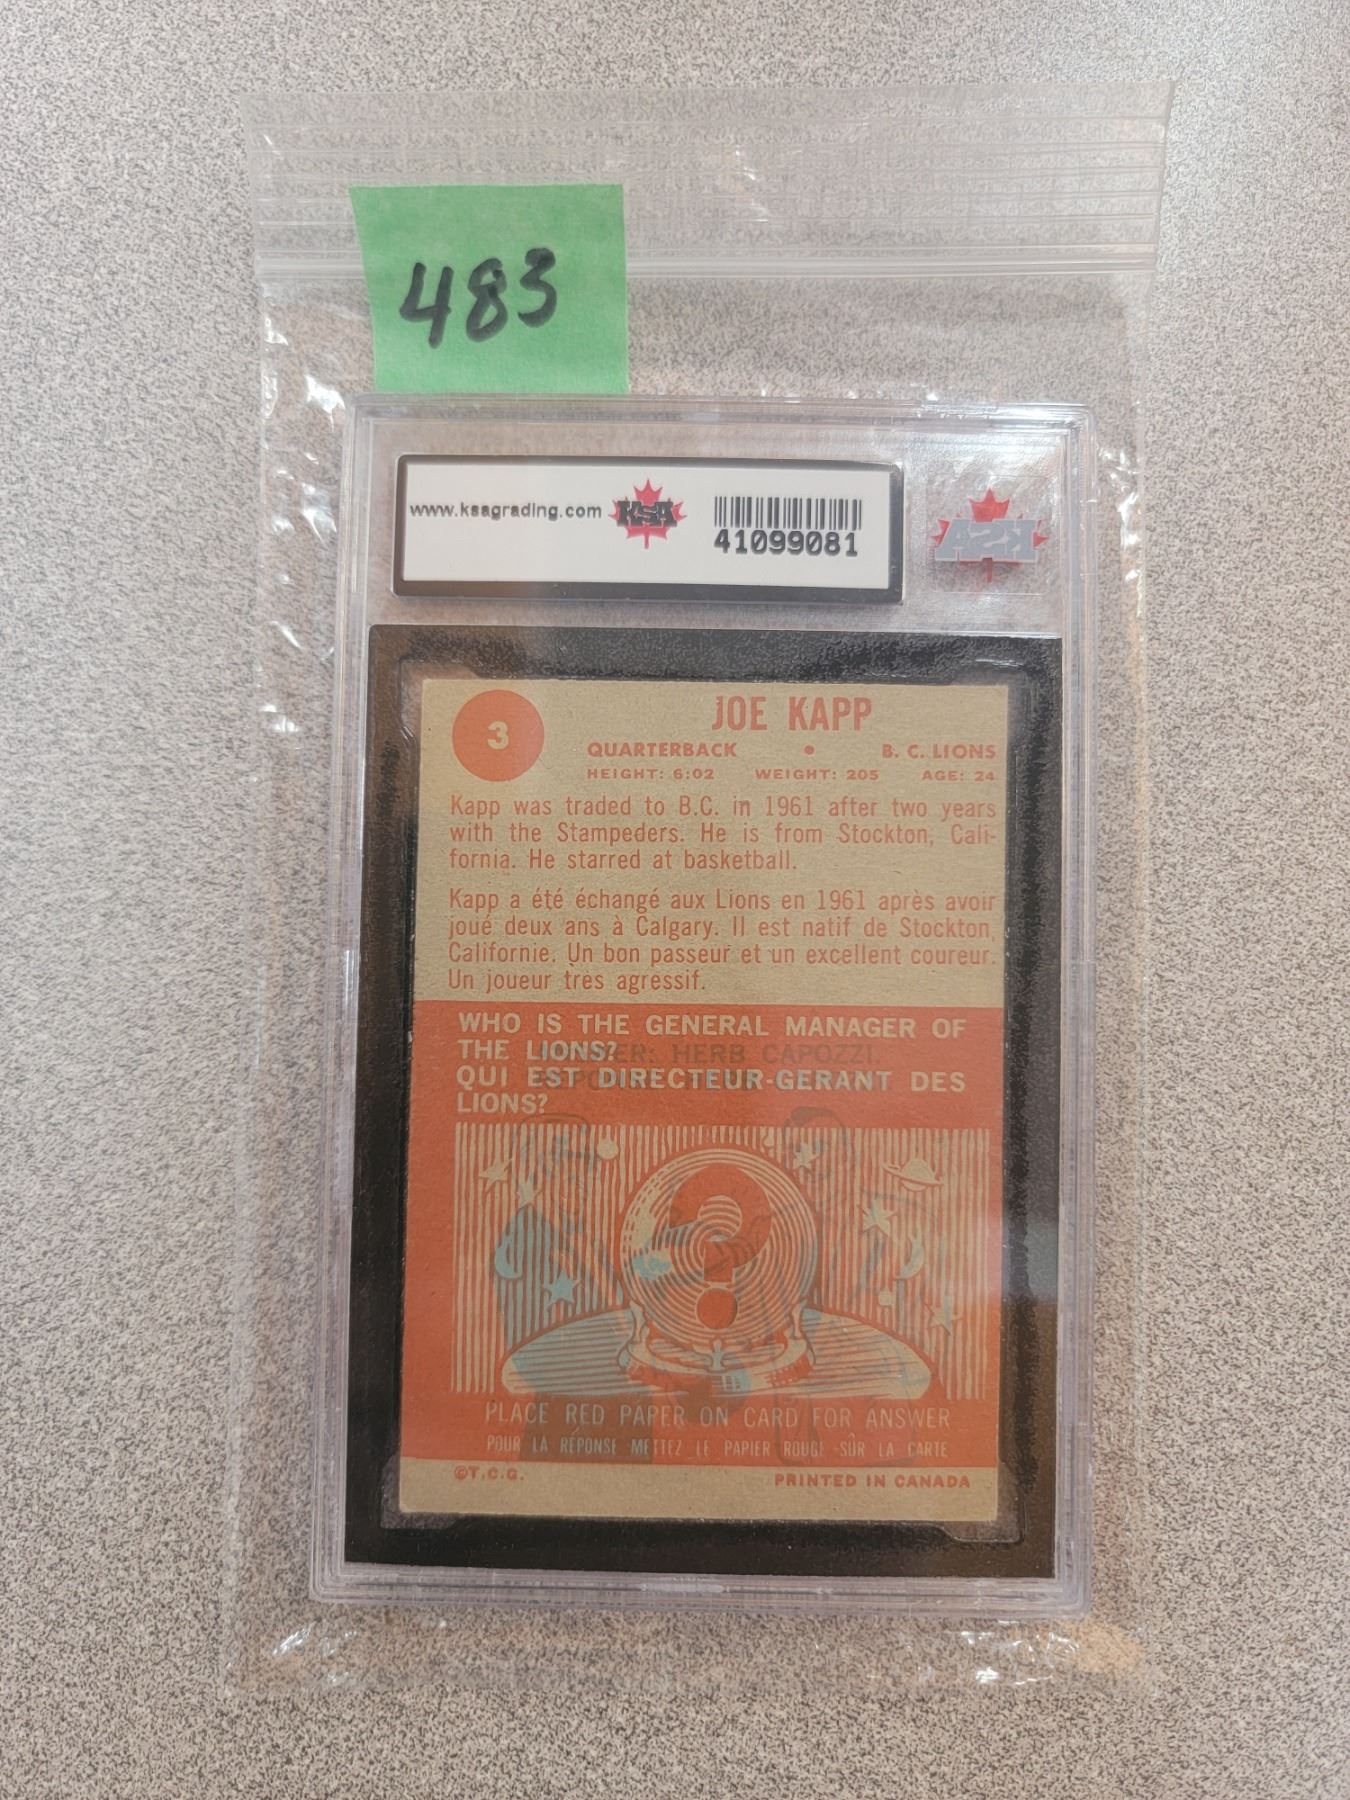 483
www.ksagrading.com KSA
41099081
KSA
3
JOE KAPP
QUARTERBACK • B. C. LIONS
HEIGHT: 6:02 WEIGHT: 205 AGE: 24
Kapp was traded to B.C. in 1961 after two years
with the Stampeders. He is from Stockton, Cali-
fornia. He starred at basketball.
Kapp a été échangé aux Lions en 1961 après avoir
joué deux ans à Calgary. Il est natif de Stockton,
Californie. Un bon passeur et un excellent coureur.
Un joueur très agressif.
WHO IS THE GENERAL MANAGER OF
THE LIONS?
HERB CAPOZZI.
QUI EST DIRECTEUR-GERANT DES
LIONS?
?
PLACE RED PAPER ON CARD FOR ANSWER
POUR LA RÉPONSE METTEZ LE PAPIER ROUGE SUR LA CARTE
©T.C.G. PRINTED IN CANADA